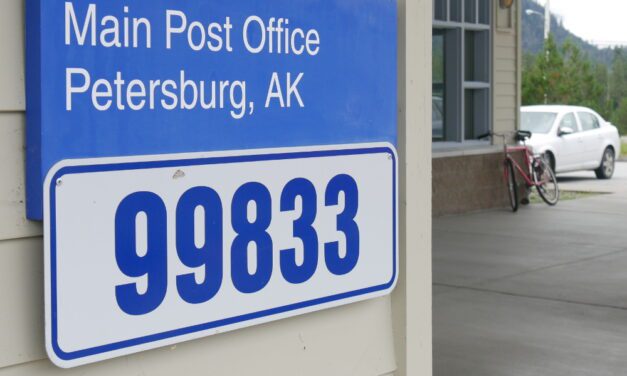 Main Post Office
Petersburg, AK
99833